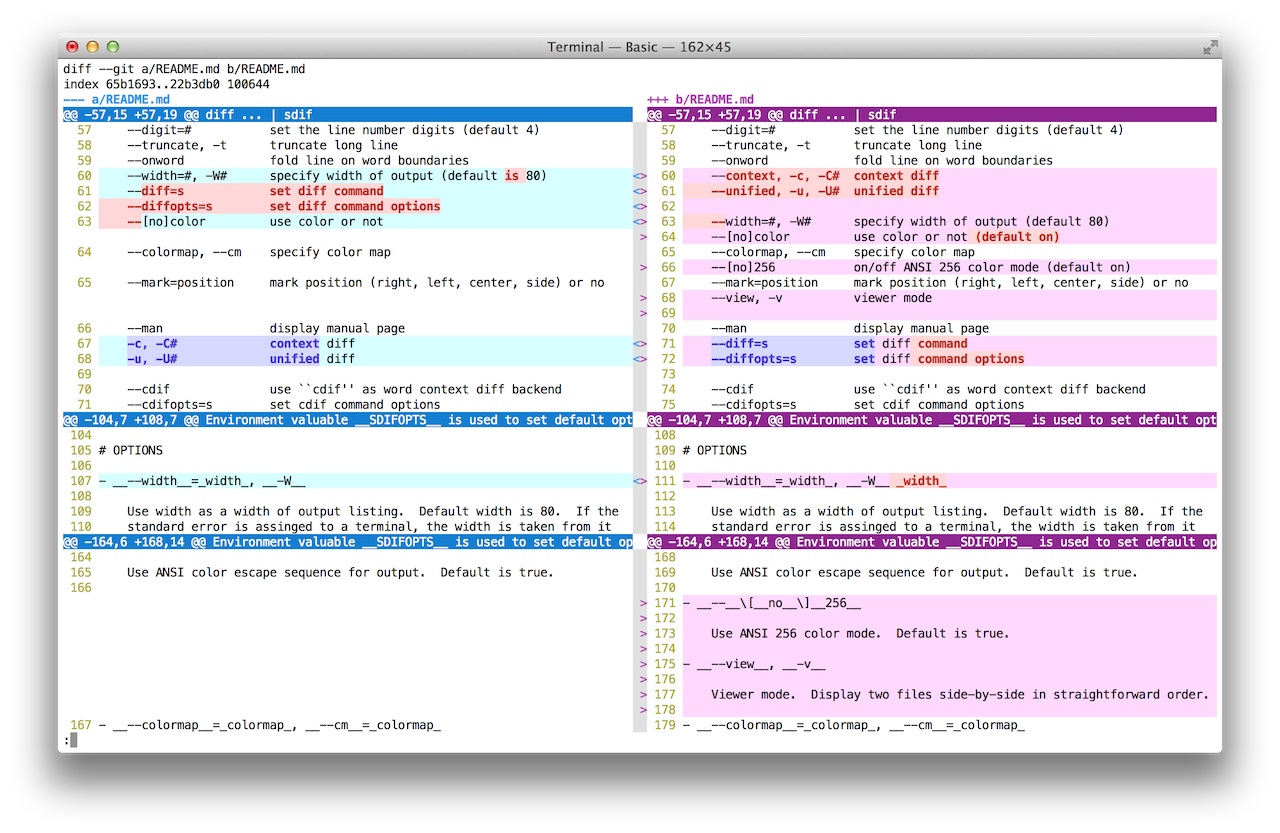 Terminal — Basic — 162×45
diff --git a/README.md b/README.md
index 65b1693..22b3db0 100644
--- a/README.md
@@ -57,15 +57,19 @@ diff ... | sdif
57 --digit=# set the line number digits (default 4)
58 --truncate, -t truncate long line
59 --onword fold line on word boundaries
60 --width=#, -W# specify width of output (default is 80)
61 --diff=s set diff command
62 --diffopts=s set diff command options
63 --[no]color use color or not
64 --colormap, --cm specify color map
65 --mark=position mark position (right, left, center, side) or no
66 --man display manual page
67 -c, -C# context diff
68 -u, -U# unified diff
69
70 --cdif use ``cdif'' as word context diff backend
71 --cdifopts=s set cdif command options
@@ -104,7 +108,7 @@ Environment valuable __SDIFOPTS__ is used to set default opt
104
105 # OPTIONS
106
107 - __--width__=_width_, __-W__
108
109 Use width as a width of output listing. Default width is 80. If the
110 standard error is assinged to a terminal, the width is taken from it
@@ -164,6 +168,14 @@ Environment valuable __SDIFOPTS__ is used to set default op
164
165 Use ANSI color escape sequence for output. Default is true.
166
167 - __--colormap__=_colormap_, __--cm__=_colormap_
:
+++ b/README.md
@@ -57,15 +57,19 @@ diff ... | sdif
57 --digit=# set the line number digits (default 4)
58 --truncate, -t truncate long line
59 --onword fold line on word boundaries
<> 60 --context, -c, -C# context diff
<> 61 --unified, -u, -U# unified diff
<> 62
<> 63 --width=#, -W# specify width of output (default 80)
> 64 --[no]color use color or not (default on)
65 --colormap, --cm specify color map
> 66 --[no]256 on/off ANSI 256 color mode (default on)
67 --mark=position mark position (right, left, center, side) or no
> 68 --view, -v viewer mode
> 69
70 --man display manual page
<> 71 --diff=s set diff command
<> 72 --diffopts=s set diff command options
73
74 --cdif use ``cdif'' as word context diff backend
75 --cdifopts=s set cdif command options
@@ -104,7 +108,7 @@ Environment valuable __SDIFOPTS__ is used to set default opt
108
109 # OPTIONS
110
<> 111 - __--width__=_width_, __-W__ _width_
112
113 Use width as a width of output listing. Default width is 80. If the
114 standard error is assinged to a terminal, the width is taken from it
@@ -164,6 +168,14 @@ Environment valuable __SDIFOPTS__ is used to set default op
168
169 Use ANSI color escape sequence for output. Default is true.
170
> 171 - __--__\[__no__\]__256__
> 172
> 173 Use ANSI 256 color mode. Default is true.
> 174
> 175 - __--view__, __-v__
> 176
> 177 Viewer mode. Display two files side-by-side in straightforward order.
> 178
179 - __--colormap__=_colormap_, __--cm__=_colormap_